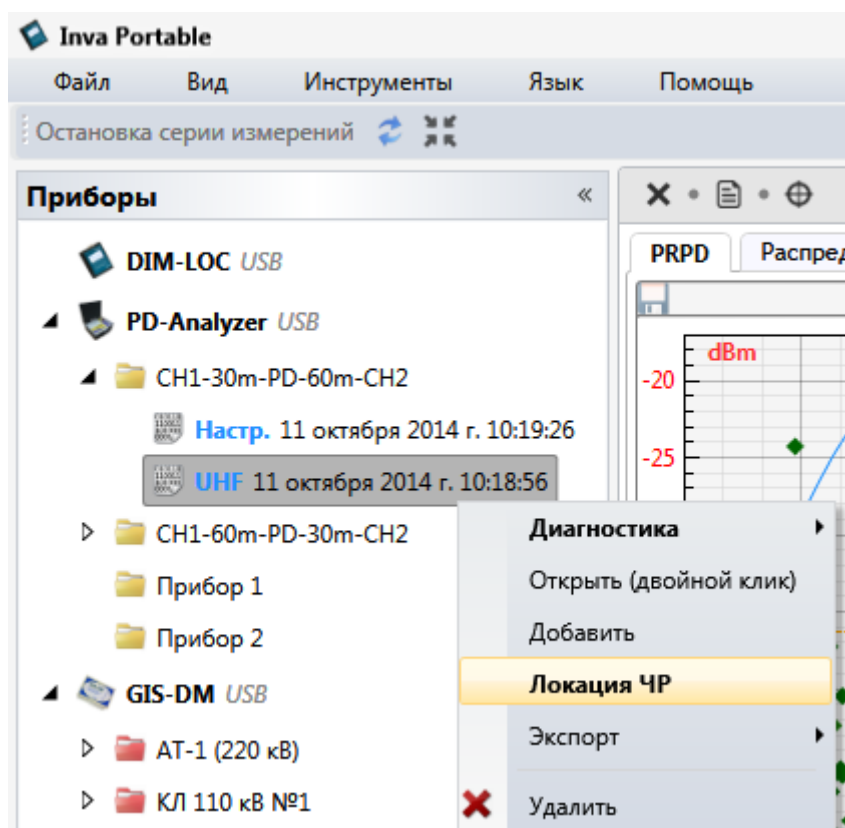 Inva Portable
Файл Вид Инструменты Язык Помощь
Остановка серии измерений
Приборы «
DIM-LOC USB
PD-Analyzer USB
CH1-30m-PD-60m-CH2
Настр. 11 октября 2014 г. 10:19:26
UHF 11 октября 2014 г. 10:18:56
CH1-60m-PD-30m-CH2
Прибор 1
Прибор 2
GIS-DM USB
АТ-1 (220 кВ)
КЛ 110 кВ №1
PRPD Распред
dBm
-20
-25
Диагностика
Открыть (двойной клик)
Добавить
Локация ЧР
Экспорт
Удалить